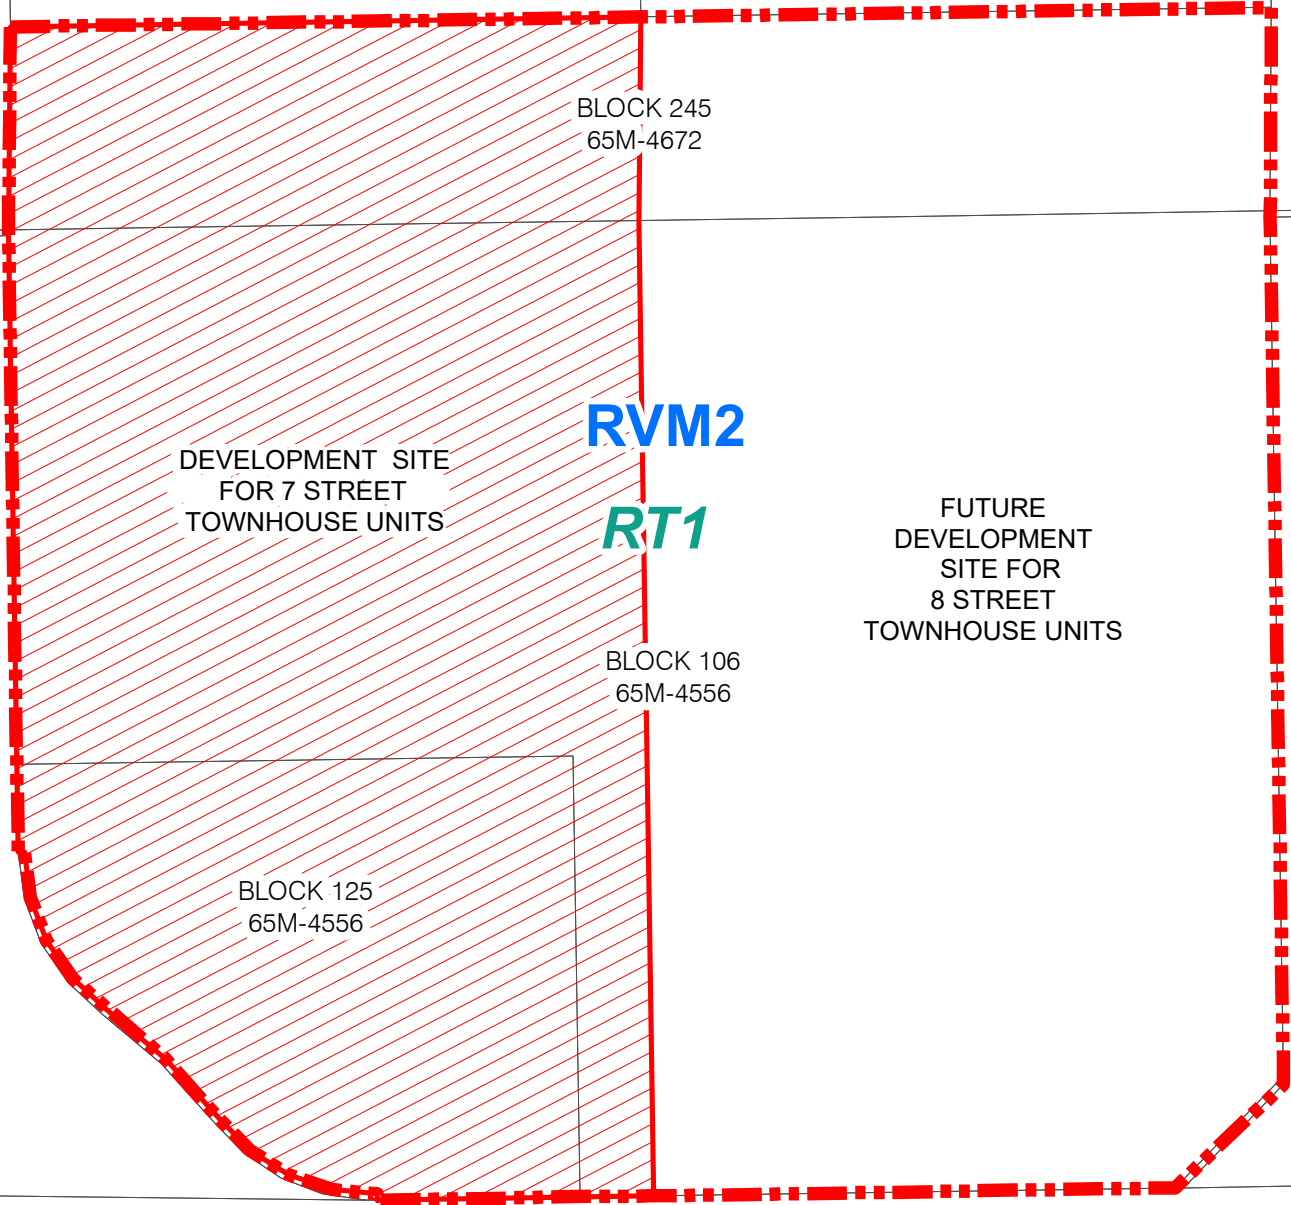 BLOCK 245
65M-4672
RVM2
DEVELOPMENT SITE
FOR 7 STREET
TOWNHOUSE UNITS
RT1
FUTURE
DEVELOPMENT
SITE FOR
8 STREET
TOWNHOUSE UNITS
BLOCK 106
65M-4556
BLOCK 125
65M-4556